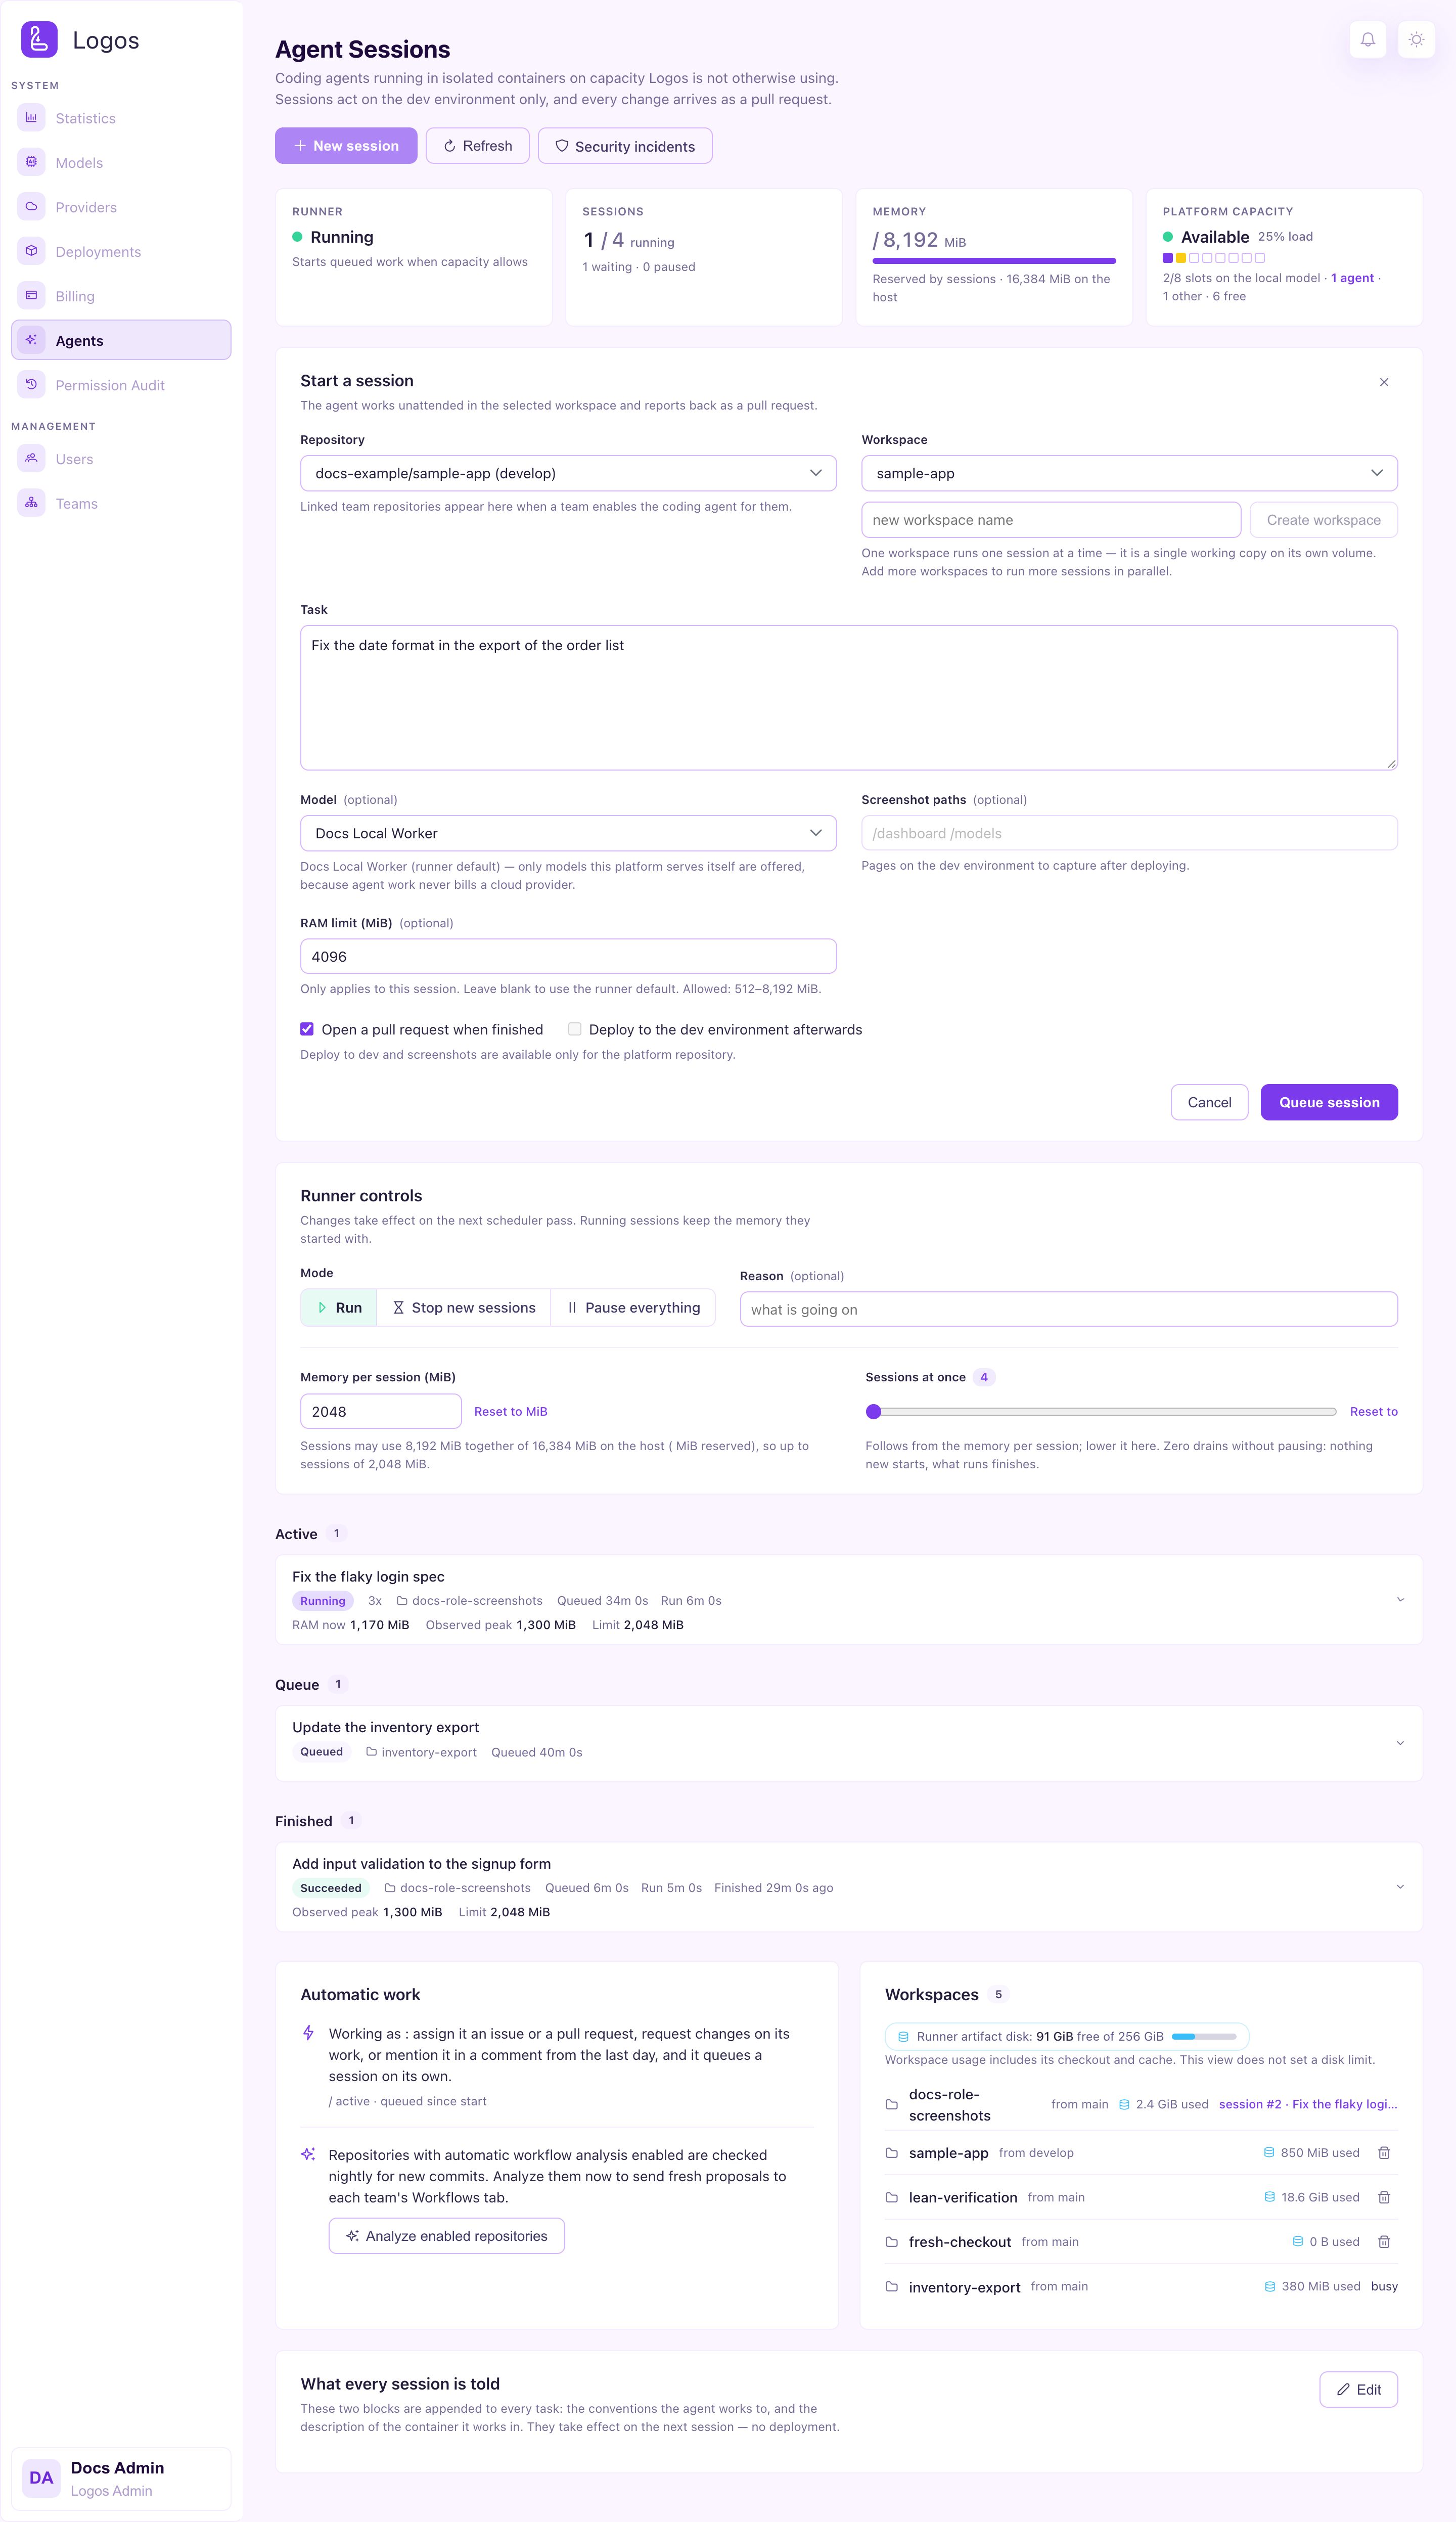 Logos
SYSTEM
Statistics
Models
Providers
Deployments
Billing
Agents
Permission Audit
MANAGEMENT
Users
Teams
DA
Docs Admin
Logos Admin
Agent Sessions
Coding agents running in isolated containers on capacity Logos is not otherwise using.
Sessions act on the dev environment only, and every change arrives as a pull request.
New session
Refresh
Security incidents
RUNNER
Running
Starts queued work when capacity allows
SESSIONS
1 / 4 running
1 waiting · 0 paused
MEMORY
/ 8,192 MiB
Reserved by sessions · 16,384 MiB on the
host
PLATFORM CAPACITY
Available 25% load
2/8 slots on the local model · 1 agent ·
1 other · 6 free
Start a session
The agent works unattended in the selected workspace and reports back as a pull request.
Repository
docs-example/sample-app (develop)
Linked team repositories appear here when a team enables the coding agent for them.
Workspace
sample-app
new workspace name
Create workspace
One workspace runs one session at a time — it is a single working copy on its own volume.
Add more workspaces to run more sessions in parallel.
Task
Fix the date format in the export of the order list
Model (optional)
Docs Local Worker
Docs Local Worker (runner default) — only models this platform serves itself are offered,
because agent work never bills a cloud provider.
Screenshot paths (optional)
/dashboard /models
Pages on the dev environment to capture after deploying.
RAM limit (MiB) (optional)
4096
Only applies to this session. Leave blank to use the runner default. Allowed: 512–8,192 MiB.
Open a pull request when finished
Deploy to the dev environment afterwards
Deploy to dev and screenshots are available only for the platform repository.
Cancel
Queue session
Runner controls
Changes take effect on the next scheduler pass. Running sessions keep the memory they
started with.
Mode
Run
Stop new sessions
Pause everything
Reason (optional)
what is going on
Memory per session (MiB)
2048
Reset to MiB
Sessions may use 8,192 MiB together of 16,384 MiB on the host ( MiB reserved), so up to
sessions of 2,048 MiB.
Sessions at once 4
Reset to
Follows from the memory per session; lower it here. Zero drains without pausing: nothing
new starts, what runs finishes.
Active 1
Fix the flaky login spec
Running 3x docs-role-screenshots Queued 34m 0s Run 6m 0s
RAM now 1,170 MiB Observed peak 1,300 MiB Limit 2,048 MiB
Queue 1
Update the inventory export
Queued inventory-export Queued 40m 0s
Finished 1
Add input validation to the signup form
Succeeded docs-role-screenshots Queued 6m 0s Run 5m 0s Finished 29m 0s ago
Observed peak 1,300 MiB Limit 2,048 MiB
Automatic work
Working as : assign it an issue or a pull request, request changes on its
work, or mention it in a comment from the last day, and it queues a
session on its own.
/ active · queued since start
Repositories with automatic workflow analysis enabled are checked
nightly for new commits. Analyze them now to send fresh proposals to
each team's Workflows tab.
Analyze enabled repositories
Workspaces 5
Runner artifact disk: 91 GiB free of 256 GiB
Workspace usage includes its checkout and cache. This view does not set a disk limit.
docs-role-
screenshots
from main 2.4 GiB used session #2 · Fix the flaky logi...
sample-app from develop 850 MiB used
lean-verification from main 18.6 GiB used
fresh-checkout from main 0 B used
inventory-export from main 380 MiB used busy
What every session is told
These two blocks are appended to every task: the conventions the agent works to, and the
description of the container it works in. They take effect on the next session — no deployment.
Edit